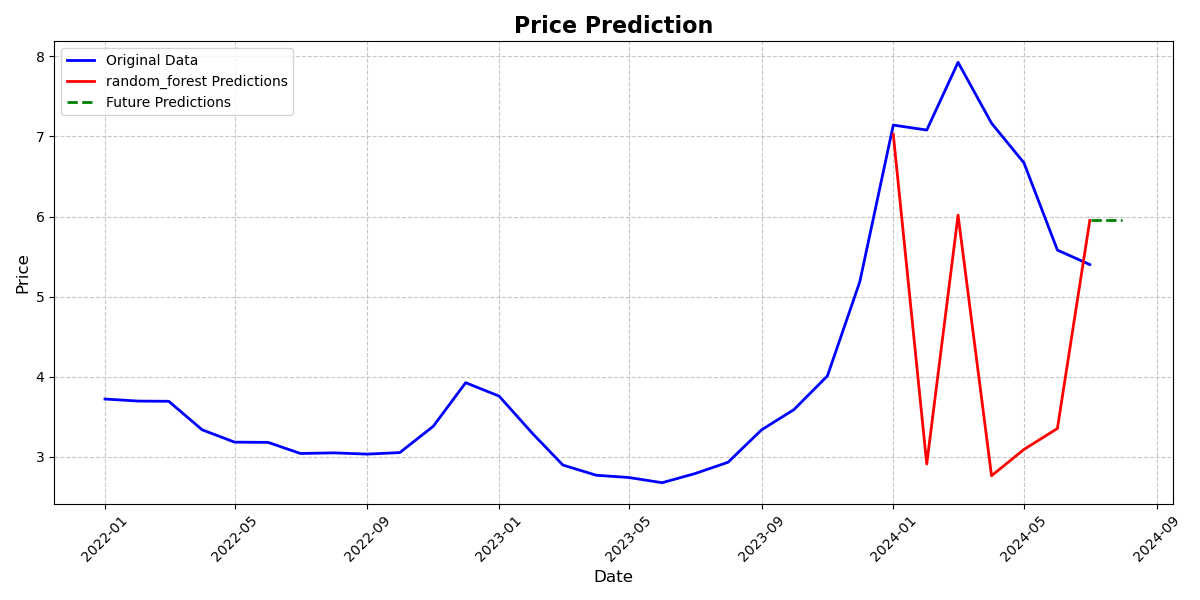 Price Prediction
Original Data
random_forest Predictions
Future Predictions
8
7
6
5
4
3
Price
2022-01
2022-05
2022-09
2023-01
2023-05
2023-09
2024-01
2024-05
2024-09
Date